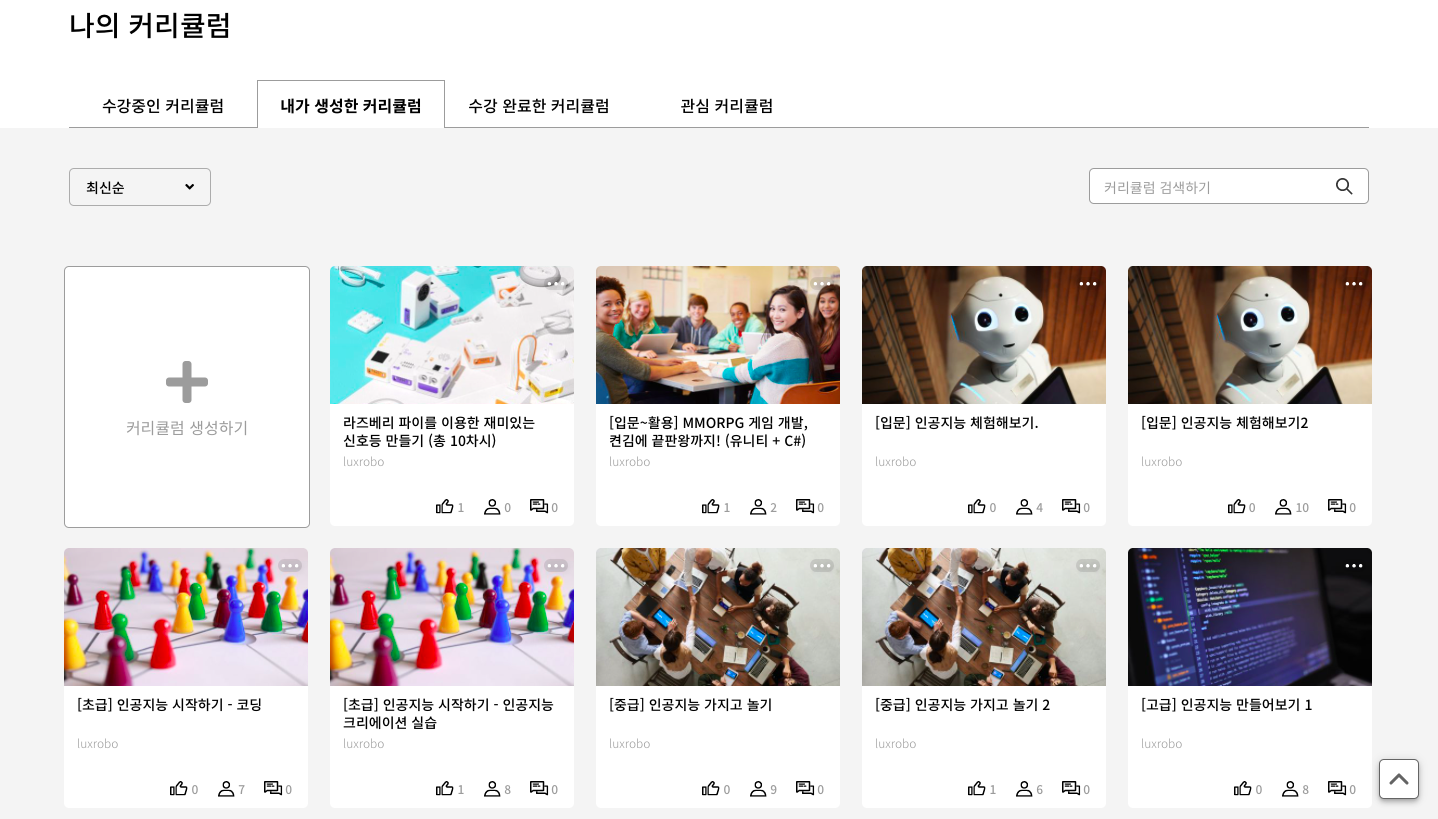 나의 커리큘럼
수강중인 커리큘럼
내가 생성한 커리큘럼
수강 완료한 커리큘럼
관심 커리큘럼
최신순
커리큘럼 검색하기
커리큘럼 생성하기
라즈베리 파이를 이용한 재미있는
신호등 만들기 (총 10차시)
luxrobo
1 0 0
[입문~활용] MMORPG 게임 개발,
켠김에 끝판왕까지! (유니티 + C#)
luxrobo
1 2 0
[입문] 인공지능 체험해보기.
luxrobo
0 4 0
[입문] 인공지능 체험해보기2
luxrobo
0 10 0
[초급] 인공지능 시작하기 - 코딩
luxrobo
0 7 0
[초급] 인공지능 시작하기 - 인공지능
크리에이션 실습
luxrobo
1 8 0
[중급] 인공지능 가지고 놀기
luxrobo
0 9 0
[중급] 인공지능 가지고 놀기 2
luxrobo
1 6 0
[고급] 인공지능 만들어보기 1
luxrobo
0 8 0